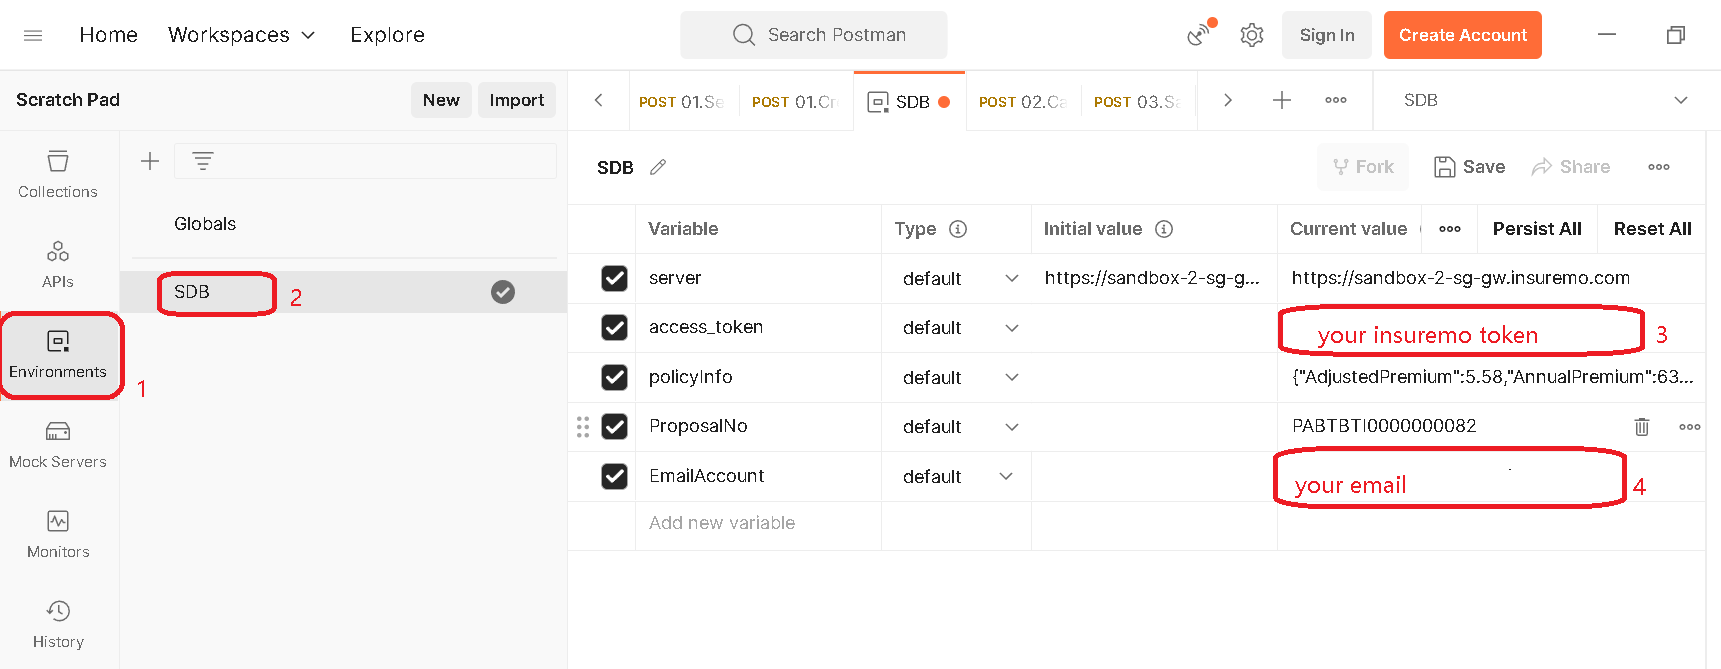 Home Workspaces Explore Search Postman Sign In Create Account
Scratch Pad New Import
POST 01.Se POST 01.Cr SDB POST 02.Ca POST 03.Sa SDB
Collections
APIs
Environments
1
Mock Servers
Monitors
History
Globals
SDB 2
SDB Fork Save Share
Variable Type Initial value Current value Persist All Reset All
server default https://sandbox-2-sg-g... https://sandbox-2-sg-gw.insuremo.com
access_token default your insuremo token 3
policyInfo default {"AdjustedPremium":5.58,"AnnualPremium":63...
ProposalNo default PABTBTI0000000082
EmailAccount default your email 4
Add new variable